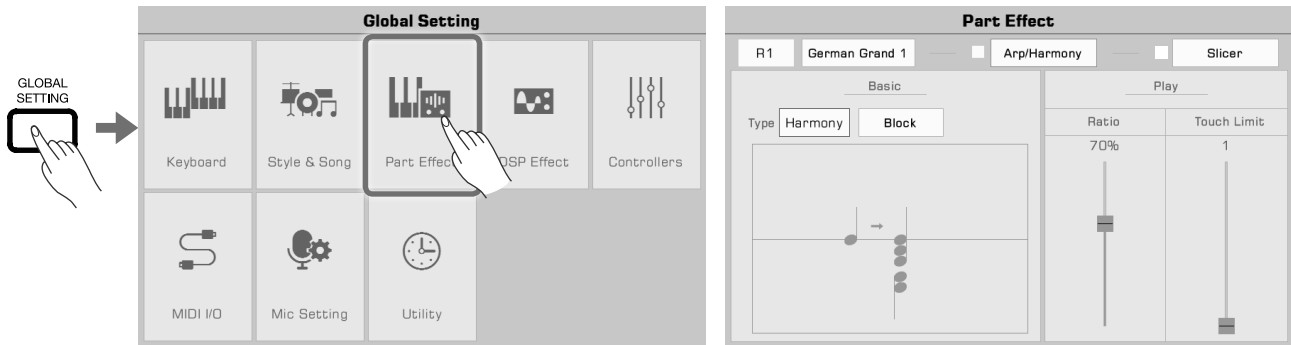 GLOBAL
SETTING
Global Setting
Keyboard
Style & Song
Part Effec
DSP Effect
Controllers
MIDI I/O
Mic Setting
Utility
Part Effect
R1
German Grand 1
Arp/Harmony
Slicer
Basic
Type
Harmony
Block
Play
Ratio
Touch Limit
70%
1